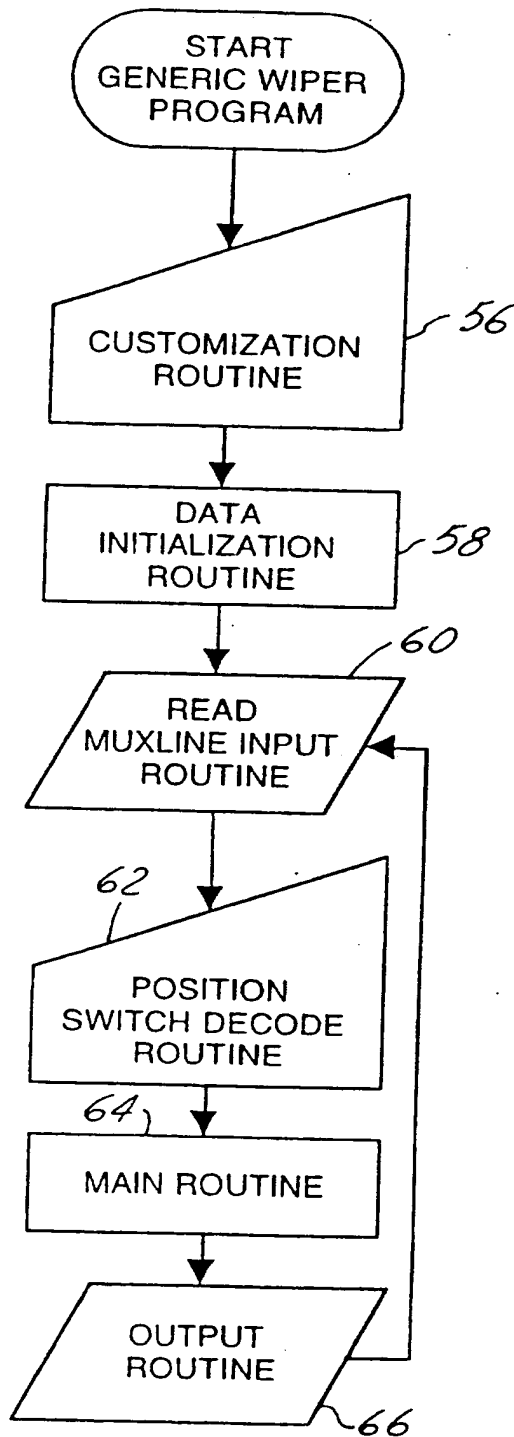 START
GENERIC WIPER
PROGRAM
CUSTOMIZATION
ROUTINE
56
DATA
INITIALIZATION
ROUTINE
58
60
READ
MUXLINE INPUT
ROUTINE
62
POSITION
SWITCH DECODE
ROUTINE
64
MAIN ROUTINE
OUTPUT
ROUTINE
66